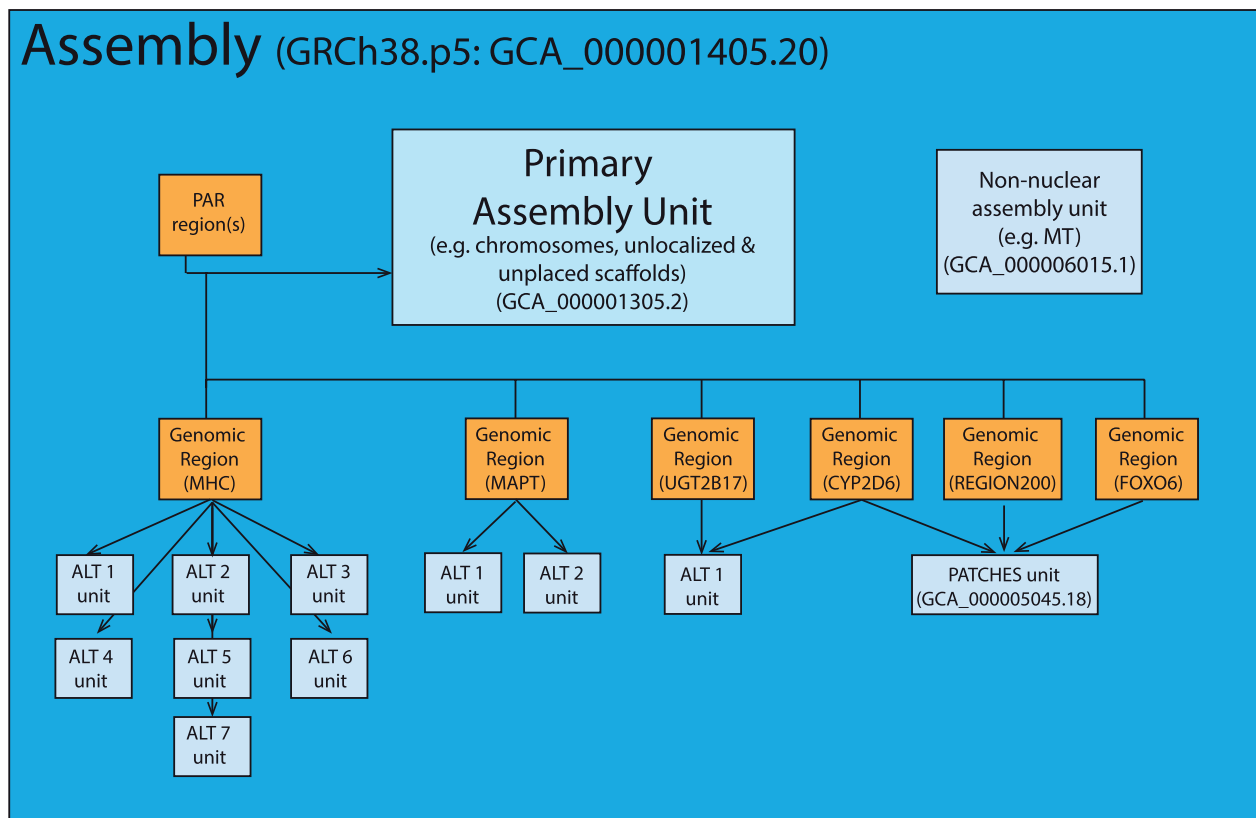 Assembly (GRCh38.p5: GCA_000001405.20)
PAR
region(s)
Primary
Assembly Unit
(e.g. chromosomes, unlocalized &
unplaced scaffolds)
(GCA_000001305.2)
Non-nuclear
assembly unit
(e.g. MT)
(GCA_000006015.1)
Genomic
Region
(MHC)
Genomic
Region
(MAPT)
Genomic
Region
(UGT2B17)
Genomic
Region
(CYP2D6)
Genomic
Region
(REGION200)
Genomic
Region
(FOXO6)
ALT 1
unit
ALT 2
unit
ALT 3
unit
ALT 1
unit
ALT 2
unit
ALT 1
unit
PATCHES unit
(GCA_000005045.18)
ALT 4
unit
ALT 5
unit
ALT 6
unit
ALT 7
unit